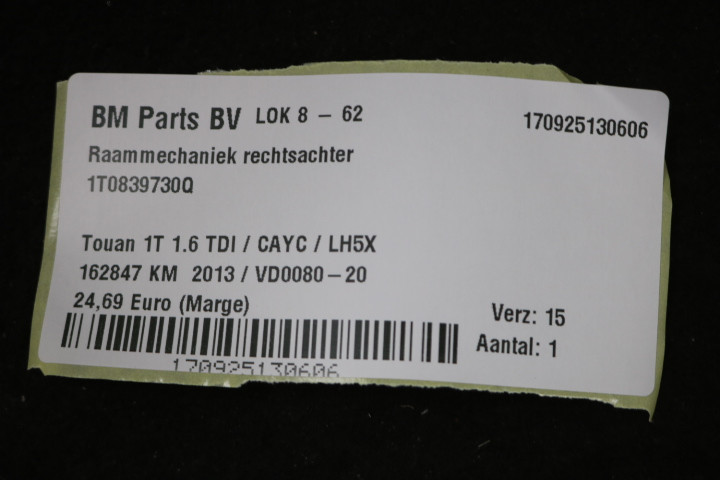 BM Parts BV LOK 8 – 62 170925130606
Raammechaniek rechtsachter
1T0839730Q
Touan 1T 1.6 TDI / CAYC / LH5X
162847 KM 2013 / VD0080–20
24,69 Euro (Marge)
Verz: 15
Aantal: 1
170925130606